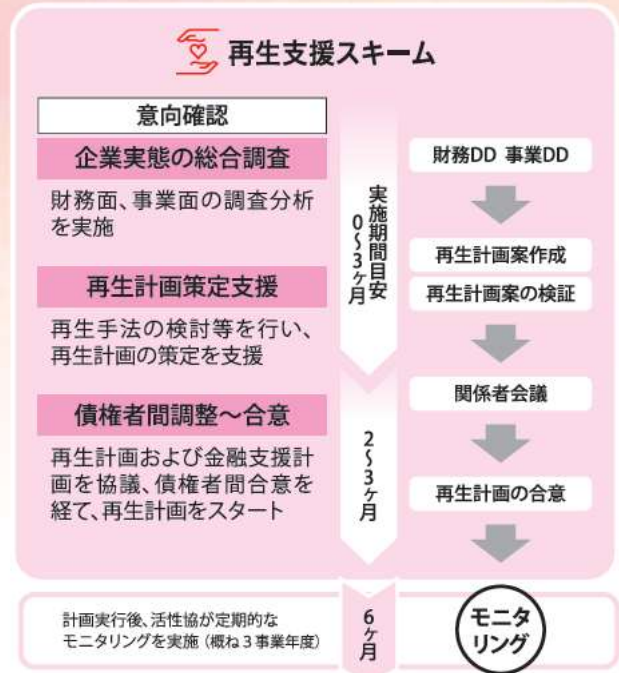 再生支援スキーム
意向確認
企業実態の総合調査
財務面、事業面の調査分析
を実施
再生計画策定支援
再生手法の検討等を行い、
再生計画の策定を支援
債権者間調整～合意
再生計画および金融支援計
画を協議、債権者間合意を
経て、再生計画をスタート
実施期間目安
0～3ヶ月
2～3ヶ月
財務DD 事業DD
再生計画案作成
再生計画案の検証
関係者会議
再生計画の合意
計画実行後、活性協が定期的な
モニタリングを実施（概ね3事業年度）
6ヶ月
モニタ
リング